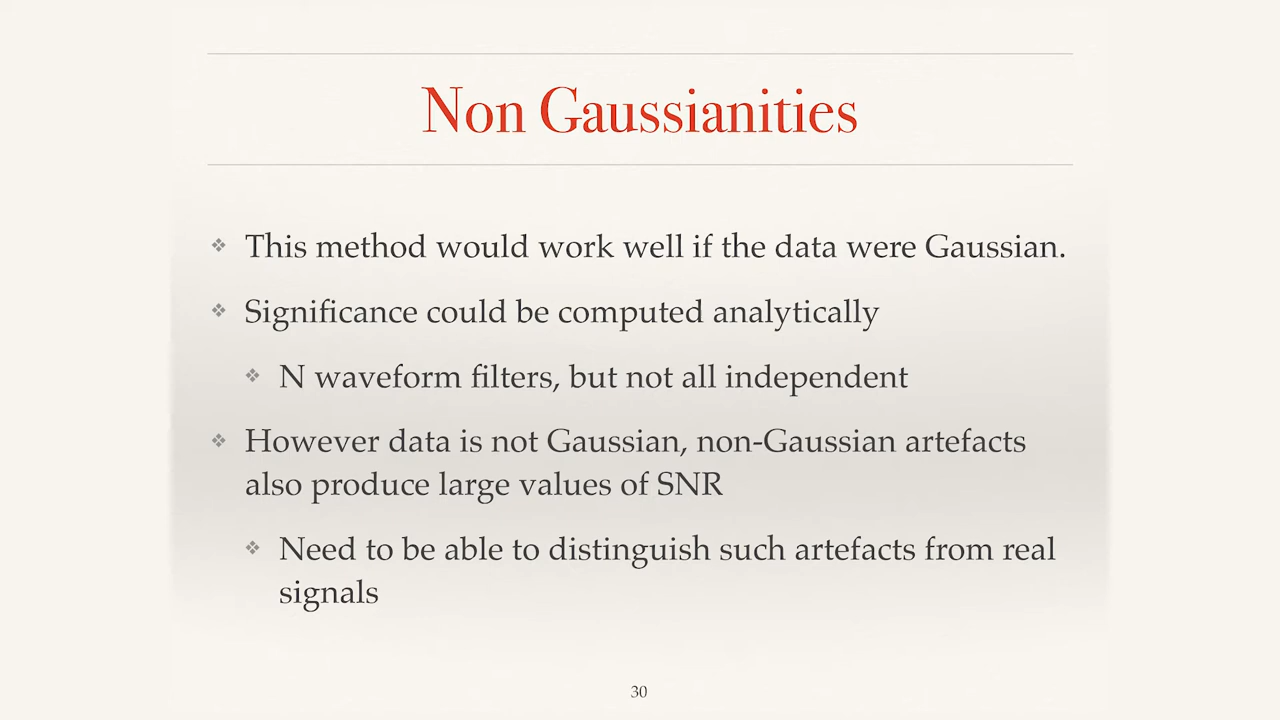 Non Gaussianities
❖ This method would work well if the data were Gaussian.
❖ Significance could be computed analytically
❖ N waveform filters, but not all independent
❖ However data is not Gaussian, non-Gaussian artefacts
also produce large values of SNR
❖ Need to be able to distinguish such artefacts from real
signals
30